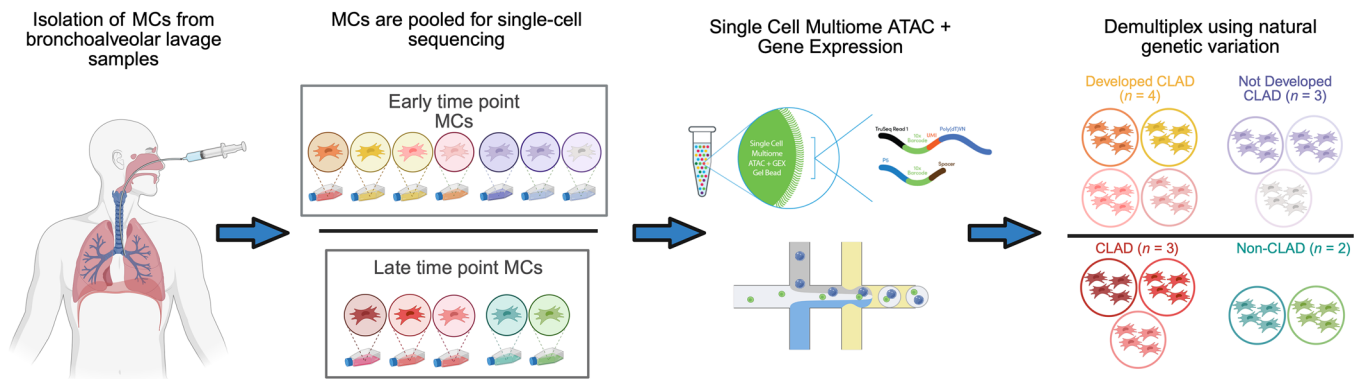 Isolation of MCs from
bronchoalveolar lavage
samples
MCs are pooled for single-cell
sequencing
Early time point
MCs
Late time point MCs
Single Cell Multiome ATAC +
Gene Expression
Single Cell
Multiome
ATAC + GEX
Gel Bead
TruSeq Read 1
10x
Barcode
UMI
Poly(dT)VN
P5
10x
Barcode
Spacer
Demultiplex using natural
genetic variation
Developed CLAD
(n = 4)
Not Developed
CLAD (n = 3)
CLAD (n = 3)
Non-CLAD (n = 2)